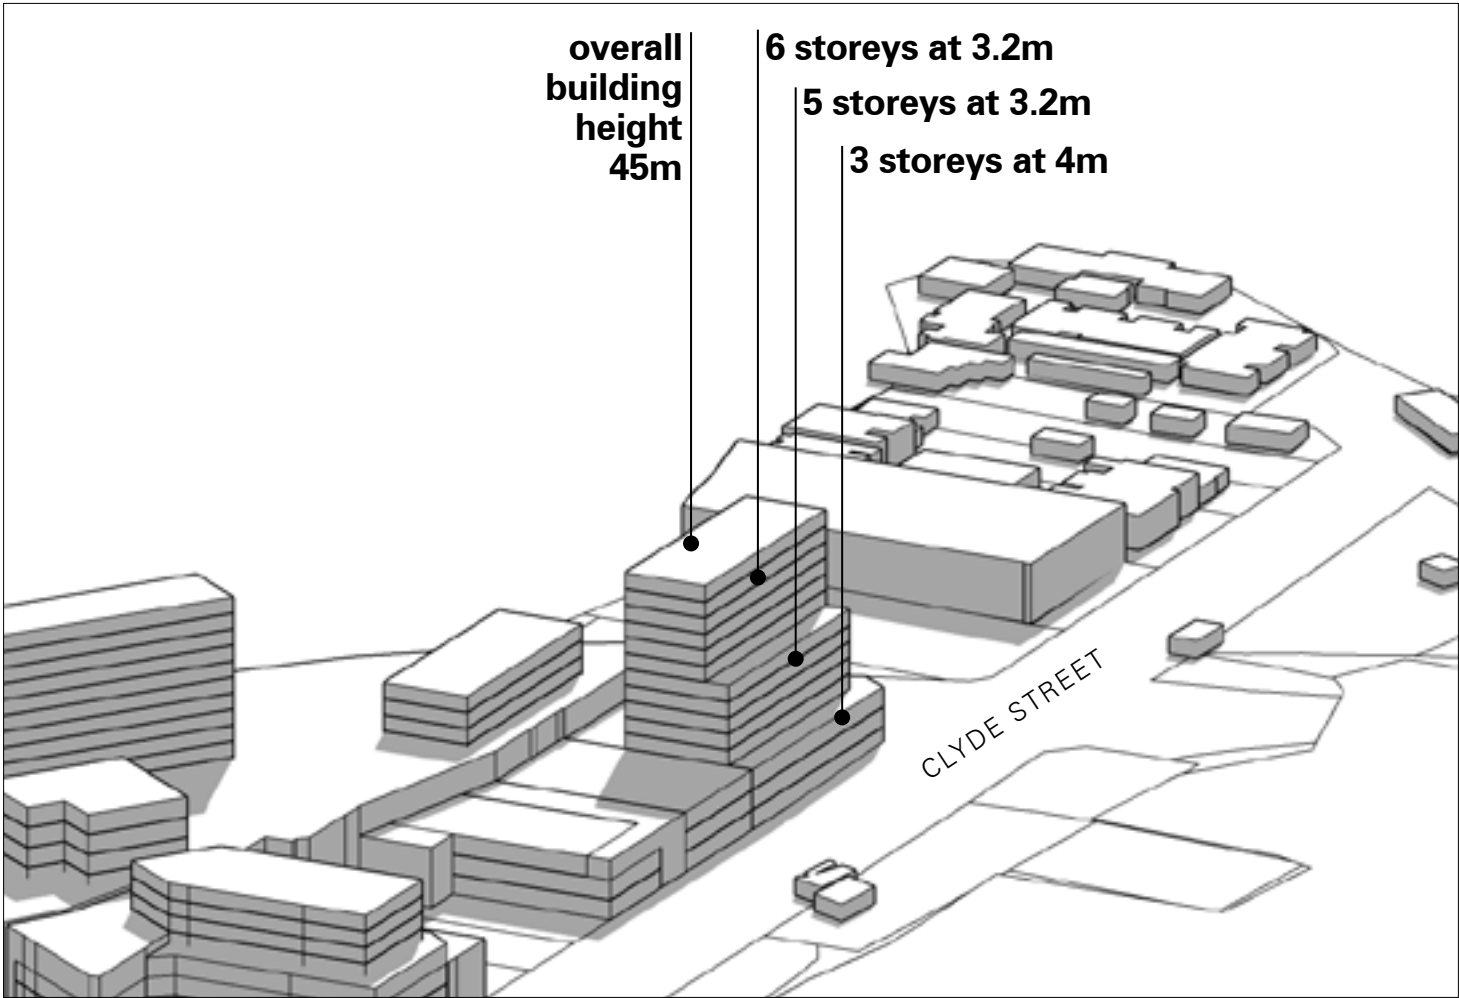 overall
building
height
45m
6 storeys at 3.2m
5 storeys at 3.2m
3 storeys at 4m
CLYDE STREET